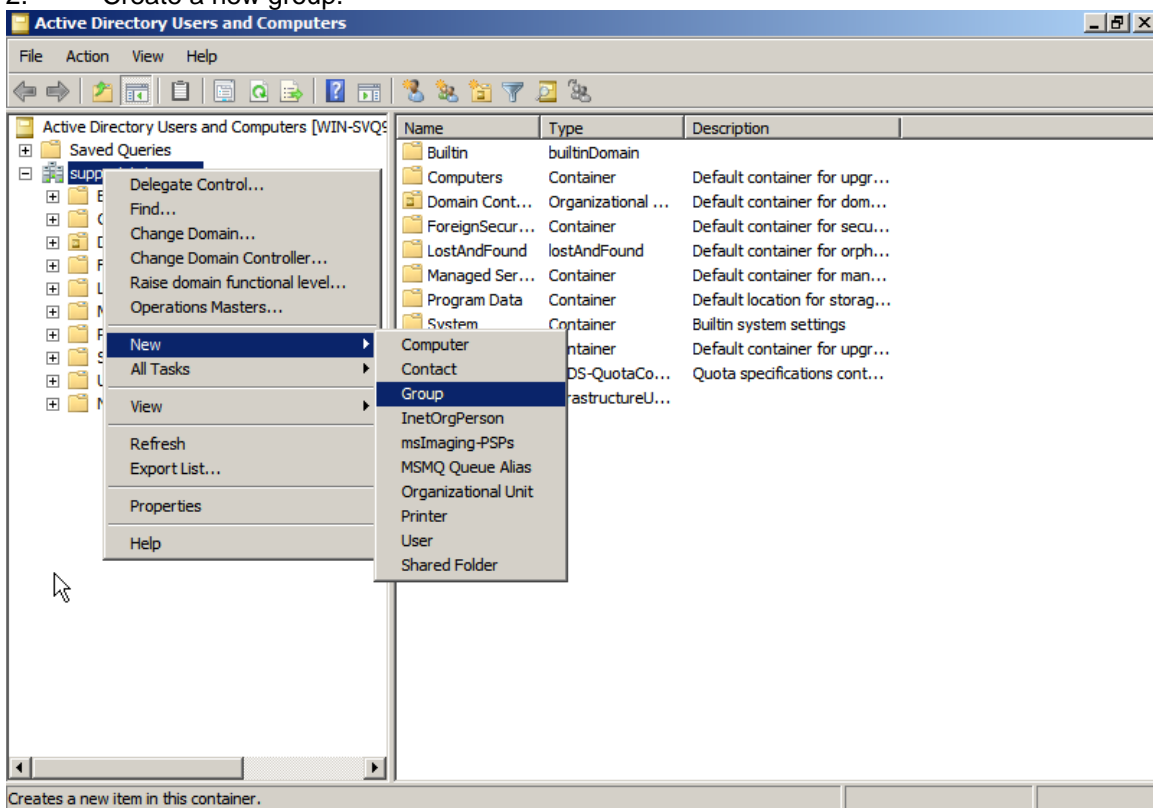 2. Create a new group.
Active Directory Users and Computers
File Action View Help
Active Directory Users and Computers [WIN-SVQ9
Saved Queries
Delegate Control...
Find...
Change Domain...
Change Domain Controller...
Raise domain functional level...
Operations Masters...
New
All Tasks
View
Refresh
Export List...
Properties
Help
Computer
Contact
Group
InetOrgPerson
msImaging-PSPs
MSMQ Queue Alias
Organizational Unit
Printer
User
Shared Folder
Name Type Description
Builtin builtinDomain
Computers Container Default container for upgr...
Domain Cont... Organizational ... Default container for dom...
ForeignSecur... Container Default container for secu...
LostAndFound lostAndFound Default container for orph...
Managed Ser... Container Default container for man...
Program Data Container Default location for storag...
System Container Builtin system settings
ntainer Default container for upgr...
DS-QuotaCo... Quota specifications cont...
rastructureU...
Creates a new item in this container.